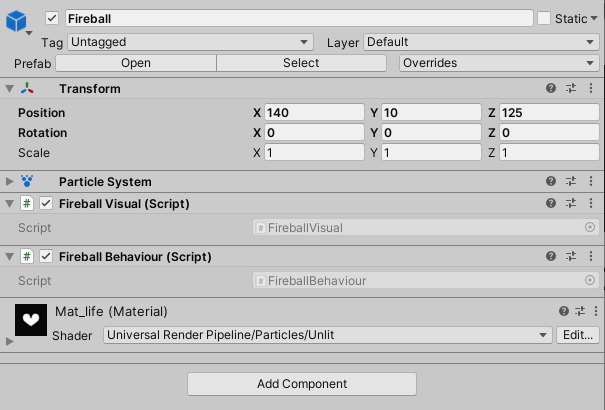 Fireball Static
Tag Untagged Layer Default
Prefab Open Select Overrides
Transform
Position X 140 Y 10 Z 125
Rotation X 0 Y 0 Z 0
Scale X 1 Y 1 Z 1
Particle System
# Fireball Visual (Script)
Script # FireballVisual
# Fireball Behaviour (Script)
Script # FireballBehaviour
Mat_life (Material)
Shader Universal Render Pipeline/Particles/Unlit Edit...
Add Component